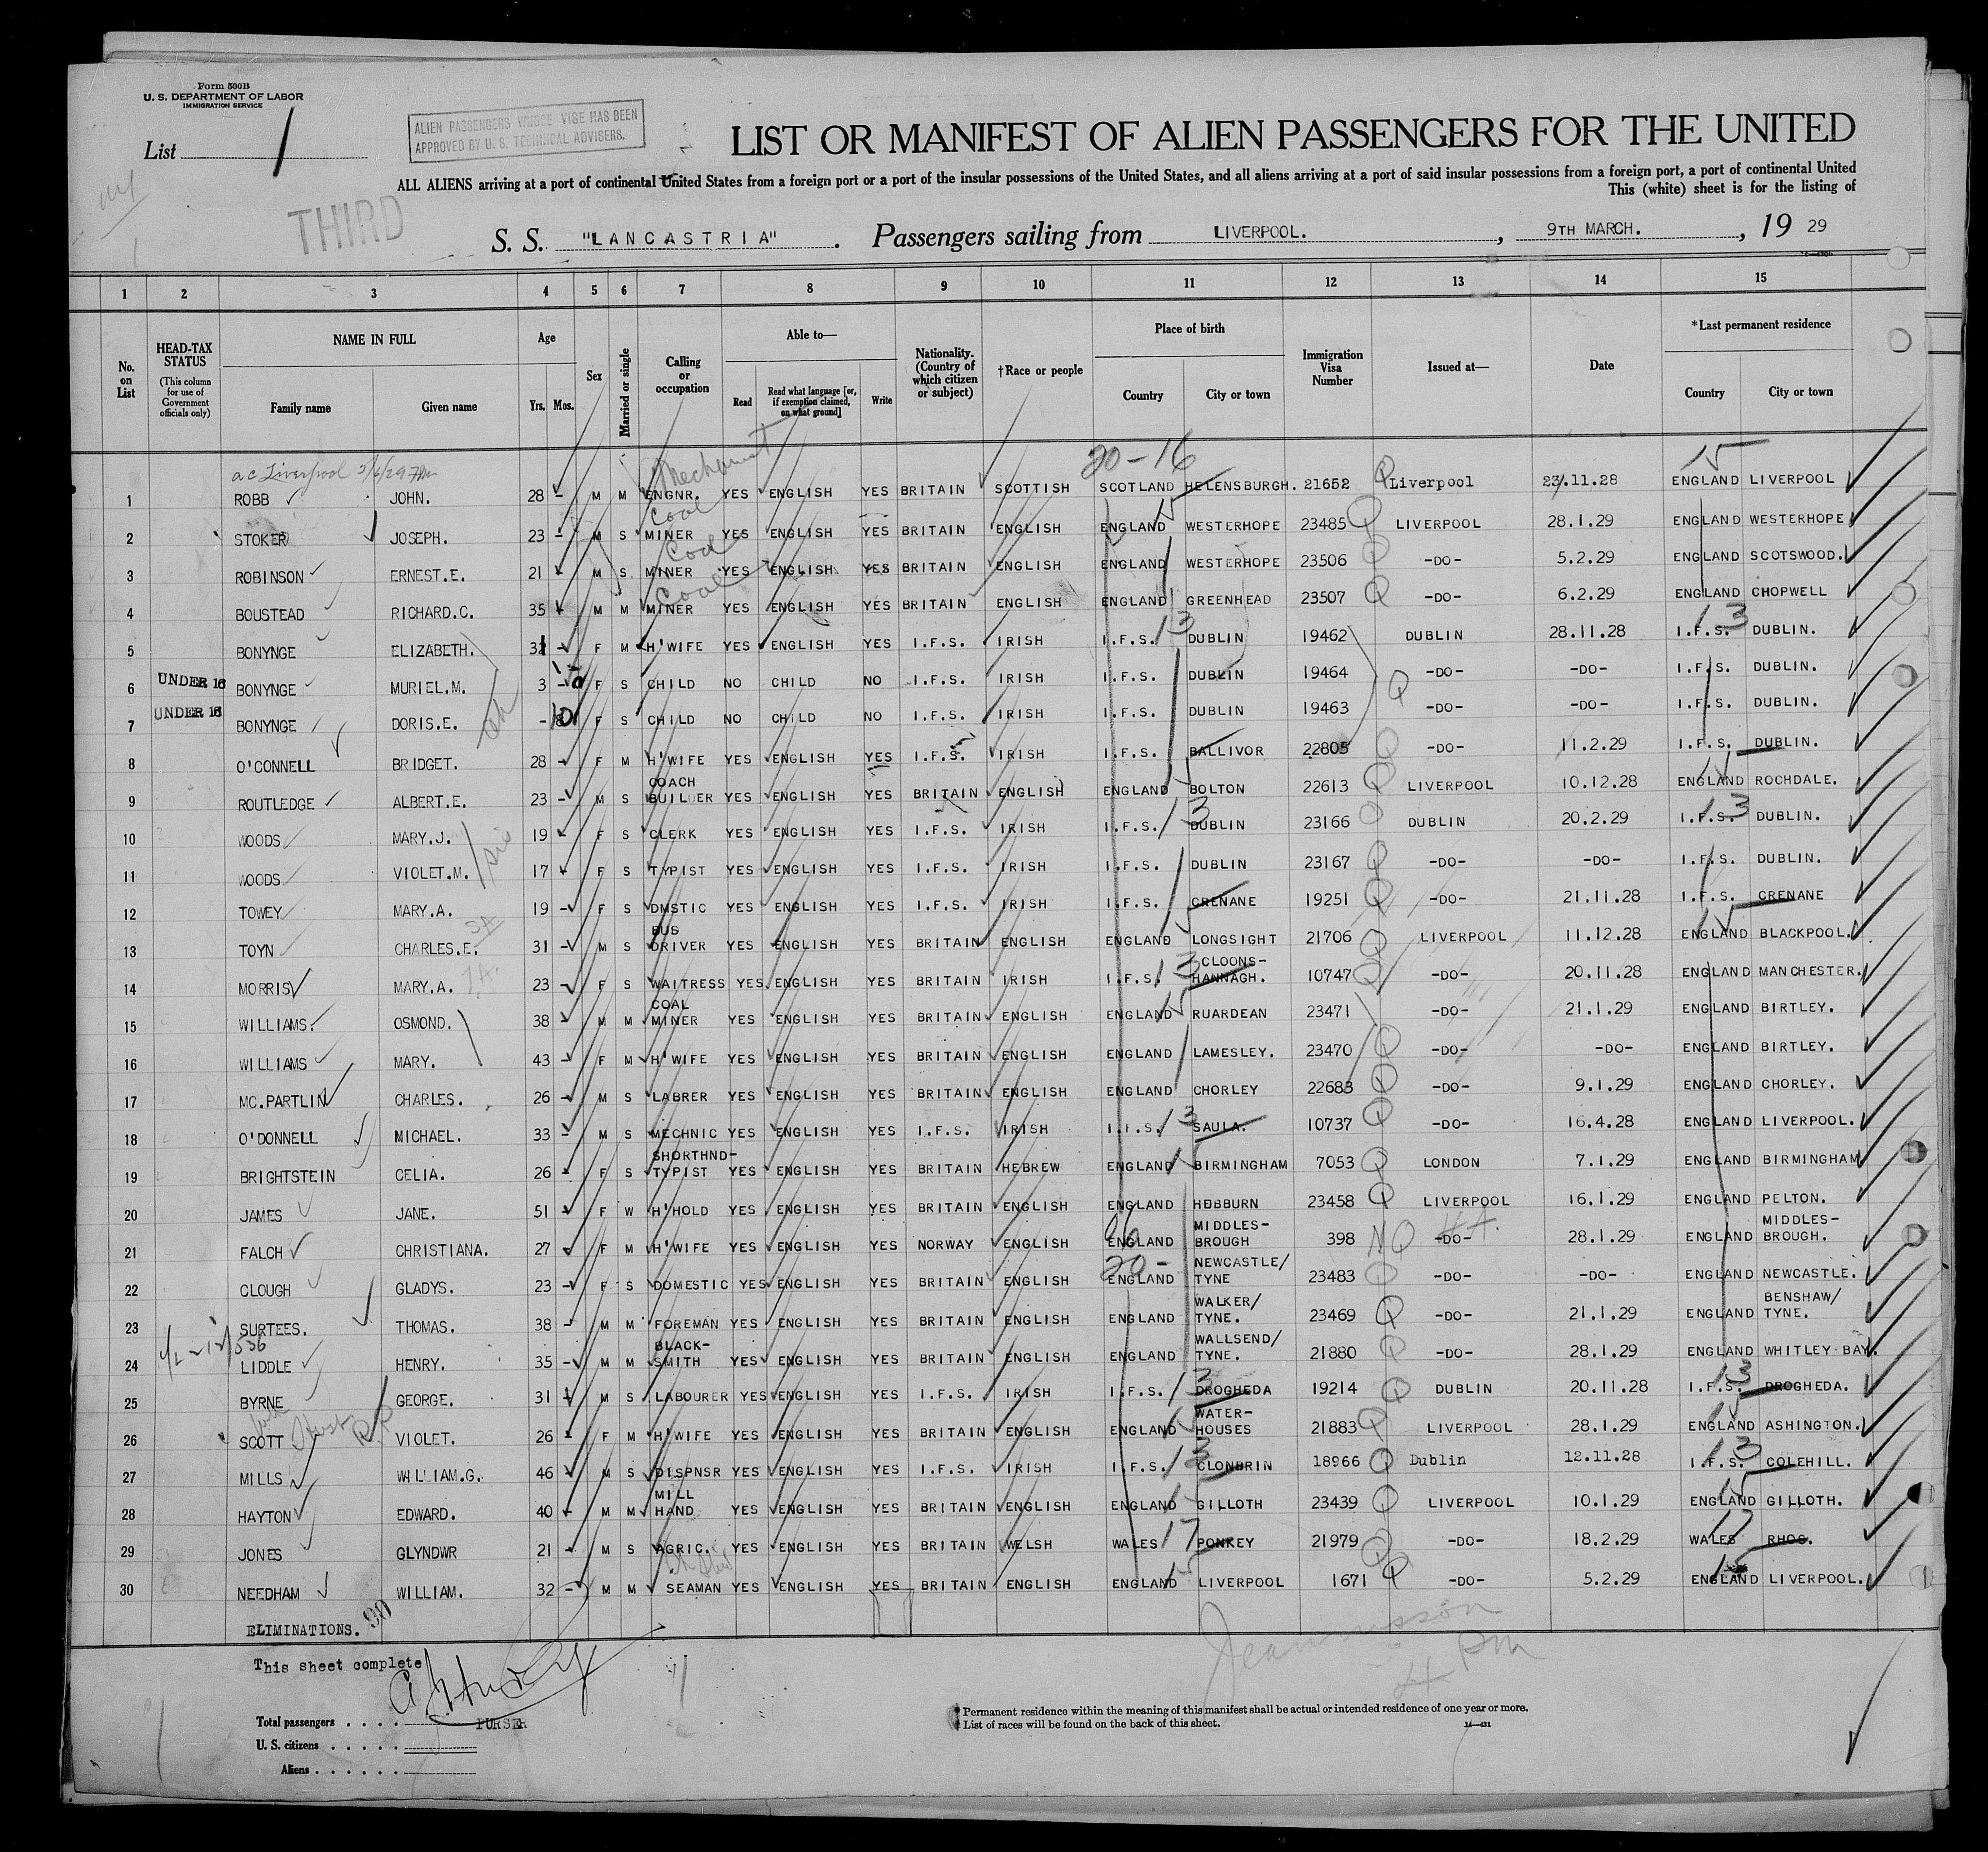 Form 500B
U. S. DEPARTMENT OF LABOR
IMMIGRATION SERVICE
List 1
ALIEN PASSENGERS WHOSE VISE HAS BEEN
APPROVED BY U. S. TECHNICAL ADVISERS.
LIST OR MANIFEST OF ALIEN PASSENGERS FOR THE UNITED
ALL ALIENS arriving at a port of continental United States from a foreign port or a port of the insular possessions of the United States, and all aliens arriving at a port of said insular possessions from a foreign port, a port of continental United
This (white) sheet is for the listing of
THIRD
S. S. "LANCASTRIA" . Passengers sailing from LIVERPOOL. , 9TH MARCH. , 19 29
1 2 3 4 5 6 7 8 9 10 11 12 13 14 15
No. on List
HEAD-TAX STATUS (This column for use of Government officials only)
NAME IN FULL
Family name Given name
Age
Yrs. Mos.
Sex
Married or single
Calling or occupation
Able to—
Read
Read what language [or, if exemption claimed, on what ground]
Write
Nationality. (Country of which citizen or subject)
†Race or people
Place of birth
Country City or town
Immigration Visa Number
Issued at—
Date
*Last permanent residence
Country City or town
20-16 15
1 ROBB JOHN. 28 - M M ENGNR. Mechanist YES ENGLISH YES BRITAIN SCOTTISH SCOTLAND HELENSBURGH. 21652 Liverpool 23.11.28 ENGLAND LIVERPOOL
2 STOKER JOSEPH. 23 - M S Coal MINER YES ENGLISH YES BRITAIN ENGLISH ENGLAND WESTERHOPE 23485 LIVERPOOL 28.1.29 ENGLAND WESTERHOPE
3 ROBINSON ERNEST.E. 21 M S Coal MINER YES ENGLISH YES BRITAIN ENGLISH ENGLAND WESTERHOPE 23506 -DO- 5.2.29 ENGLAND SCOTSWOOD.
4 BOUSTEAD RICHARD.C. 35 M M Coal MINER YES ENGLISH YES BRITAIN ENGLISH ENGLAND GREENHEAD 23507 -DO- 6.2.29 ENGLAND CHOPWELL
5 BONYNGE ELIZABETH. 31 - F M H'WIFE YES ENGLISH YES I.F.S. IRISH I.F.S. 13 DUBLIN 19462 DUBLIN 28.11.28 I.F.S. 13 DUBLIN.
6 UNDER 16 BONYNGE MURIEL.M. 3 F S CHILD NO CHILD NO I.F.S. IRISH I.F.S. DUBLIN 19464 -DO- -DO- I.F.S. DUBLIN.
7 UNDER 16 BONYNGE DORIS.E. - 10 F S CHILD NO CHILD NO I.F.S. IRISH I.F.S. DUBLIN 19463 -DO- -DO- I.F.S. DUBLIN.
8 O'CONNELL BRIDGET. 28 - F M H'WIFE YES ENGLISH YES I.F.S. IRISH I.F.S. BALLIVOR 22805 -DO- 11.2.29 I.F.S. DUBLIN.
9 ROUTLEDGE ALBERT.E. 23 - M S COACH BUILDER YES ENGLISH YES BRITAIN ENGLISH ENGLAND BOLTON 22613 LIVERPOOL 10.12.28 ENGLAND ROCHDALE.
10 WOODS MARY.J. 19 F S CLERK YES ENGLISH YES I.F.S. IRISH I.F.S. 13 DUBLIN 23166 DUBLIN 20.2.29 I.F.S. 13 DUBLIN.
11 WOODS VIOLET.M. 17 F S TYPIST YES ENGLISH YES I.F.S. IRISH I.F.S. DUBLIN 23167 -DO- -DO- I.F.S. DUBLIN.
12 TOWEY MARY.A. 19 - F S DMSTIC YES ENGLISH YES I.F.S. IRISH I.F.S. CRENANE 19251 -DO- 21.11.28 I.F.S. CRENANE
13 TOYN CHARLES.E. 31 - M S BUS DRIVER YES ENGLISH YES BRITAIN ENGLISH ENGLAND LONGSIGHT 21706 LIVERPOOL 11.12.28 ENGLAND BLACKPOOL.
14 MORRIS MARY.A. 23 - F S WAITRESS YES ENGLISH YES BRITAIN IRISH I.F.S. 13 CLOONS-HANNAGH. 10747 -DO- 20.11.28 ENGLAND MANCHESTER.
15 WILLIAMS. OSMOND. 38 - M M COAL MINER YES ENGLISH YES BRITAIN ENGLISH ENGLAND RUARDEAN 23471 -DO- 21.1.29 ENGLAND BIRTLEY.
16 WILLIAMS MARY. 43 - F M H'WIFE YES ENGLISH YES BRITAIN ENGLISH ENGLAND LAMESLEY. 23470 -DO- -DO- ENGLAND BIRTLEY.
17 MC.PARTLIN CHARLES. 26 - M S LABRER YES ENGLISH YES BRITAIN ENGLISH ENGLAND CHORLEY 22683 -DO- 9.1.29 ENGLAND CHORLEY.
18 O'DONNELL MICHAEL. 33 - M S MECHNIC YES ENGLISH YES I.F.S. IRISH I.F.S. 13 SAULA. 10737 -DO- 16.4.28 ENGLAND LIVERPOOL.
19 BRIGHTSTEIN CELIA. 26 - F S SHORTHND-TYPIST YES ENGLISH YES BRITAIN HEBREW ENGLAND BIRMINGHAM 7053 LONDON 7.1.29 ENGLAND BIRMINGHAM
20 JAMES JANE. 51 F W H'HOLD YES ENGLISH YES BRITAIN ENGLISH ENGLAND HEBBURN 23458 LIVERPOOL 16.1.29 ENGLAND PELTON.
21 FALCH CHRISTIANA. 27 F M H'WIFE YES ENGLISH YES NORWAY ENGLISH ENGLAND MIDDLES-BROUGH 398 NQ -DO- 28.1.29 ENGLAND MIDDLES-BROUGH.
22 CLOUGH GLADYS. 23 - F S DOMESTIC YES ENGLISH YES BRITAIN ENGLISH ENGLAND NEWCASTLE/TYNE 23483 -DO- -DO- ENGLAND NEWCASTLE.
23 SURTEES. THOMAS. 38 - M M FOREMAN YES ENGLISH YES BRITAIN ENGLISH ENGLAND WALKER/TYNE. 23469 -DO- 21.1.29 ENGLAND BENSHAW/TYNE.
24 LIDDLE HENRY. 35 - M M BLACK-SMITH YES ENGLISH YES BRITAIN ENGLISH ENGLAND WALLSEND/TYNE. 21880 -DO- 28.1.29 ENGLAND WHITLEY BAY.
25 BYRNE GEORGE. 31 M S LABOURER YES ENGLISH YES I.F.S. IRISH I.F.S. 13 DROGHEDA 19214 DUBLIN 20.11.28 I.F.S. 13 DROGHEDA.
26 SCOTT VIOLET. 26 F M H'WIFE YES ENGLISH YES BRITAIN ENGLISH ENGLAND WATER-HOUSES 21883 LIVERPOOL 28.1.29 ENGLAND ASHINGTON.
27 MILLS WILLIAM.G. 46 M S DISPNSR YES ENGLISH YES I.F.S. IRISH I.F.S. 13 CLONBRIN 18966 Dublin 12.11.28 I.F.S. 13 COLEHILL.
28 HAYTON EDWARD. 40 M M MILL HAND YES ENGLISH YES BRITAIN ENGLISH ENGLAND GILLOTH 23439 LIVERPOOL 10.1.29 ENGLAND GILLOTH.
29 JONES GLYNDWR 21 M S AGRIC. YES ENGLISH YES BRITAIN WELSH WALES 17 PONKEY 21979 -DO- 18.2.29 WALES 17 RHOS.
30 NEEDHAM WILLIAM. 32 - M M SEAMAN YES ENGLISH YES BRITAIN ENGLISH ENGLAND LIVERPOOL 1671 -DO- 5.2.29 ENGLAND LIVERPOOL.
ELIMINATIONS. 30
This sheet complete
PURSER
Total passengers . . . .
U. S. citizens . . . . .
Aliens . . . . . .
* Permanent residence within the meaning of this manifest shall be actual or intended residence of one year or more.
† List of races will be found on the back of this sheet.
14—431